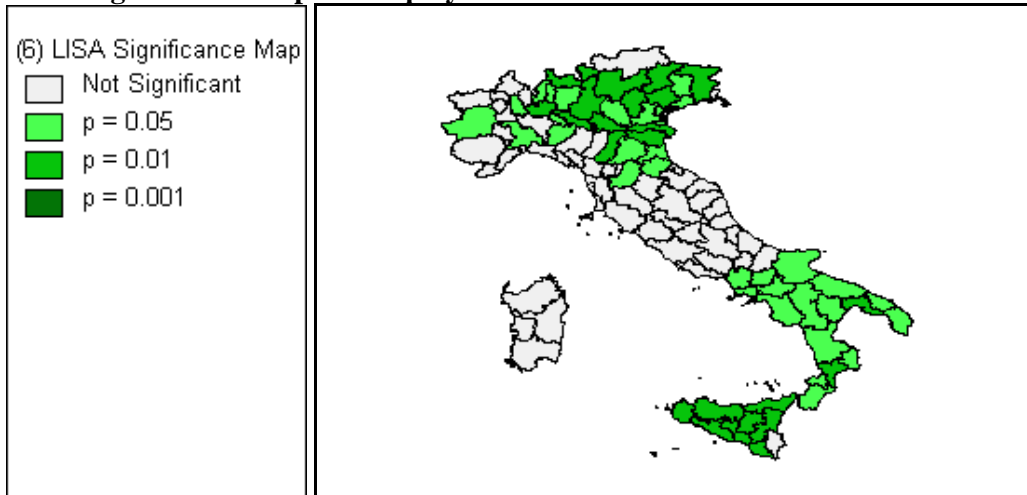 (6) LISA Significance Map
Not Significant
p = 0.05
p = 0.01
p = 0.001